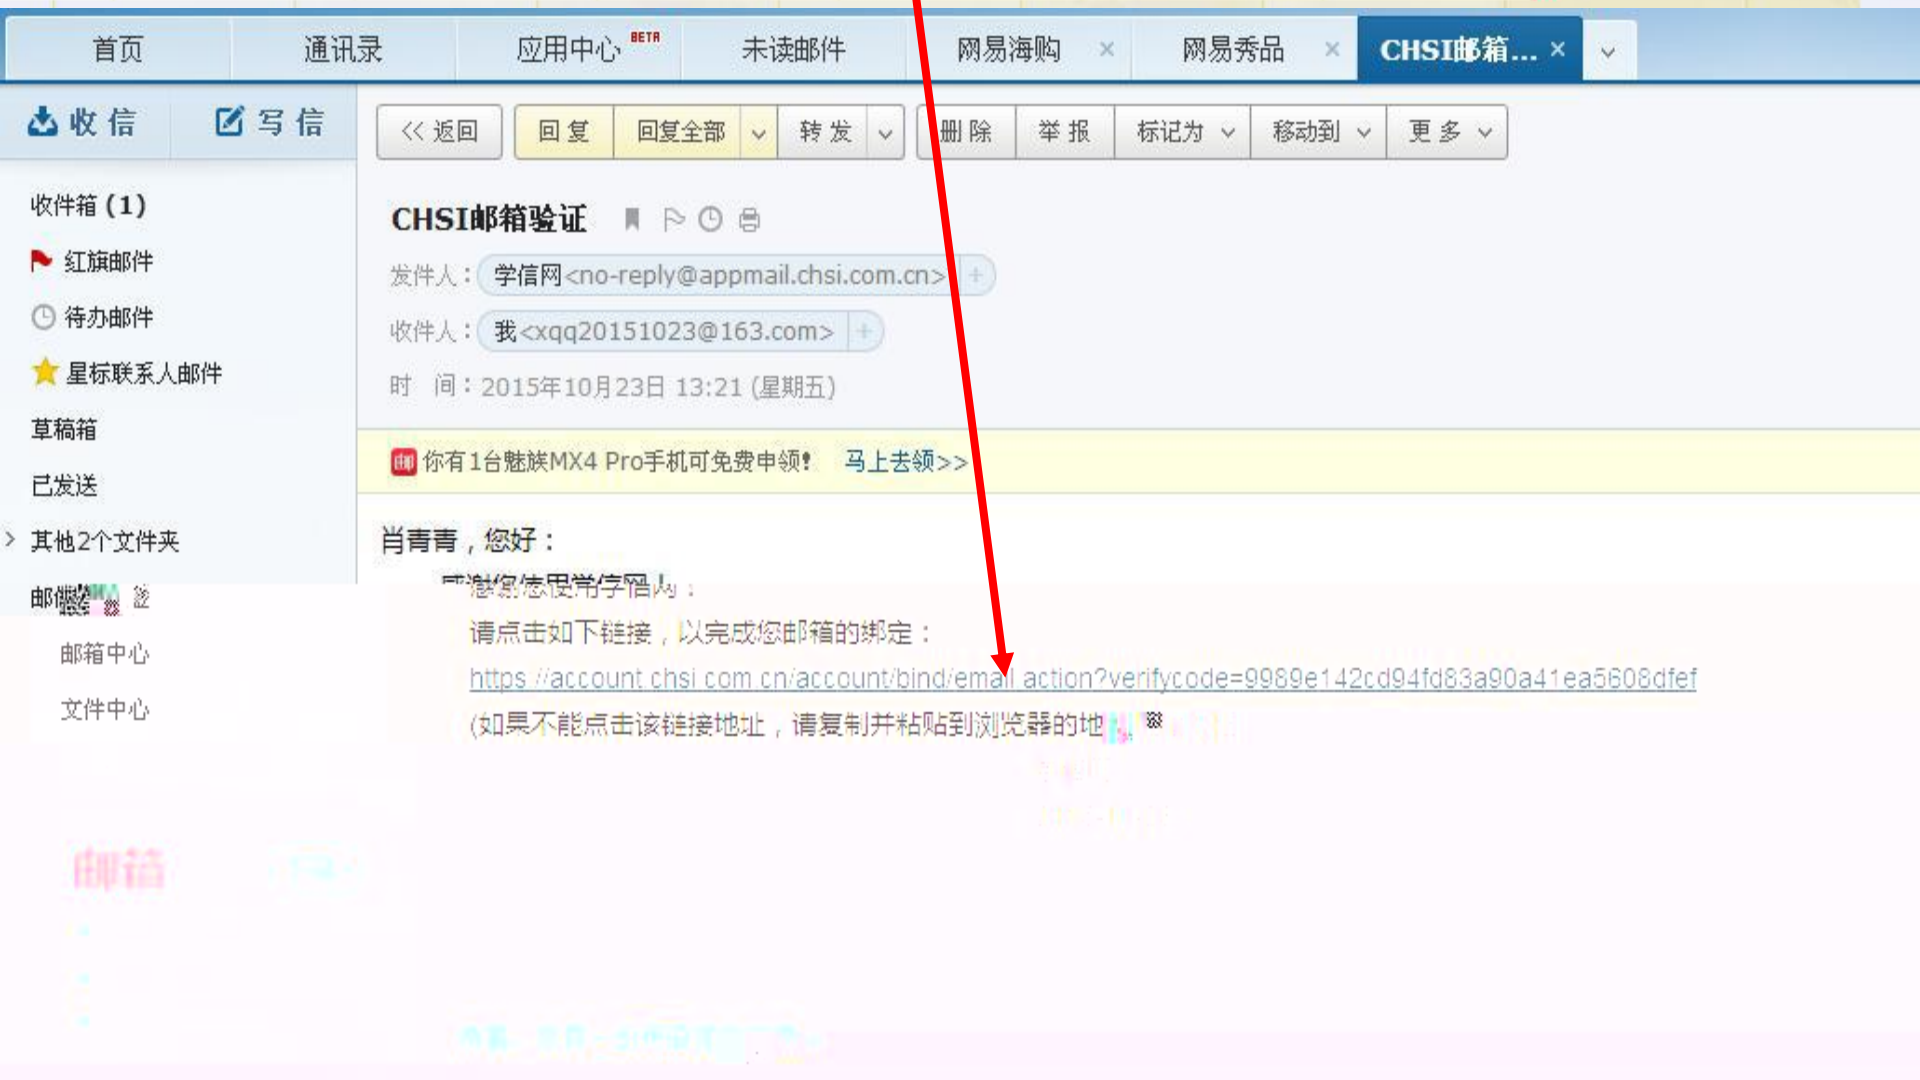 首页 通讯录 应用中心 BETA 未读邮件 网易海购 × 网易秀品 × CHSI邮箱... ×
收信 写信
<< 返回 回复 回复全部 转发 删除 举报 标记为 移动到 更多
收件箱 (1)
红旗邮件
待办邮件
星标联系人邮件
草稿箱
已发送
其他2个文件夹
邮箱中心
文件中心
CHSI邮箱验证
发件人：学信网<no-reply@appmail.chsi.com.cn> +
收件人：我<xqq20151023@163.com> +
时 间：2015年10月23日 13:21 (星期五)
你有1台魅族MX4 Pro手机可免费申领！ 马上去领>>
肖青青，您好：
感谢您使用学信网
请点击如下链接，以完成您邮箱的绑定：
https://account.chsi.com.cn/account/bind/email.action?verifycode=9989e142cd94fd83a90a41ea5608dfef
(如果不能点击该链接地址，请复制并粘贴到浏览器的地
邮箱